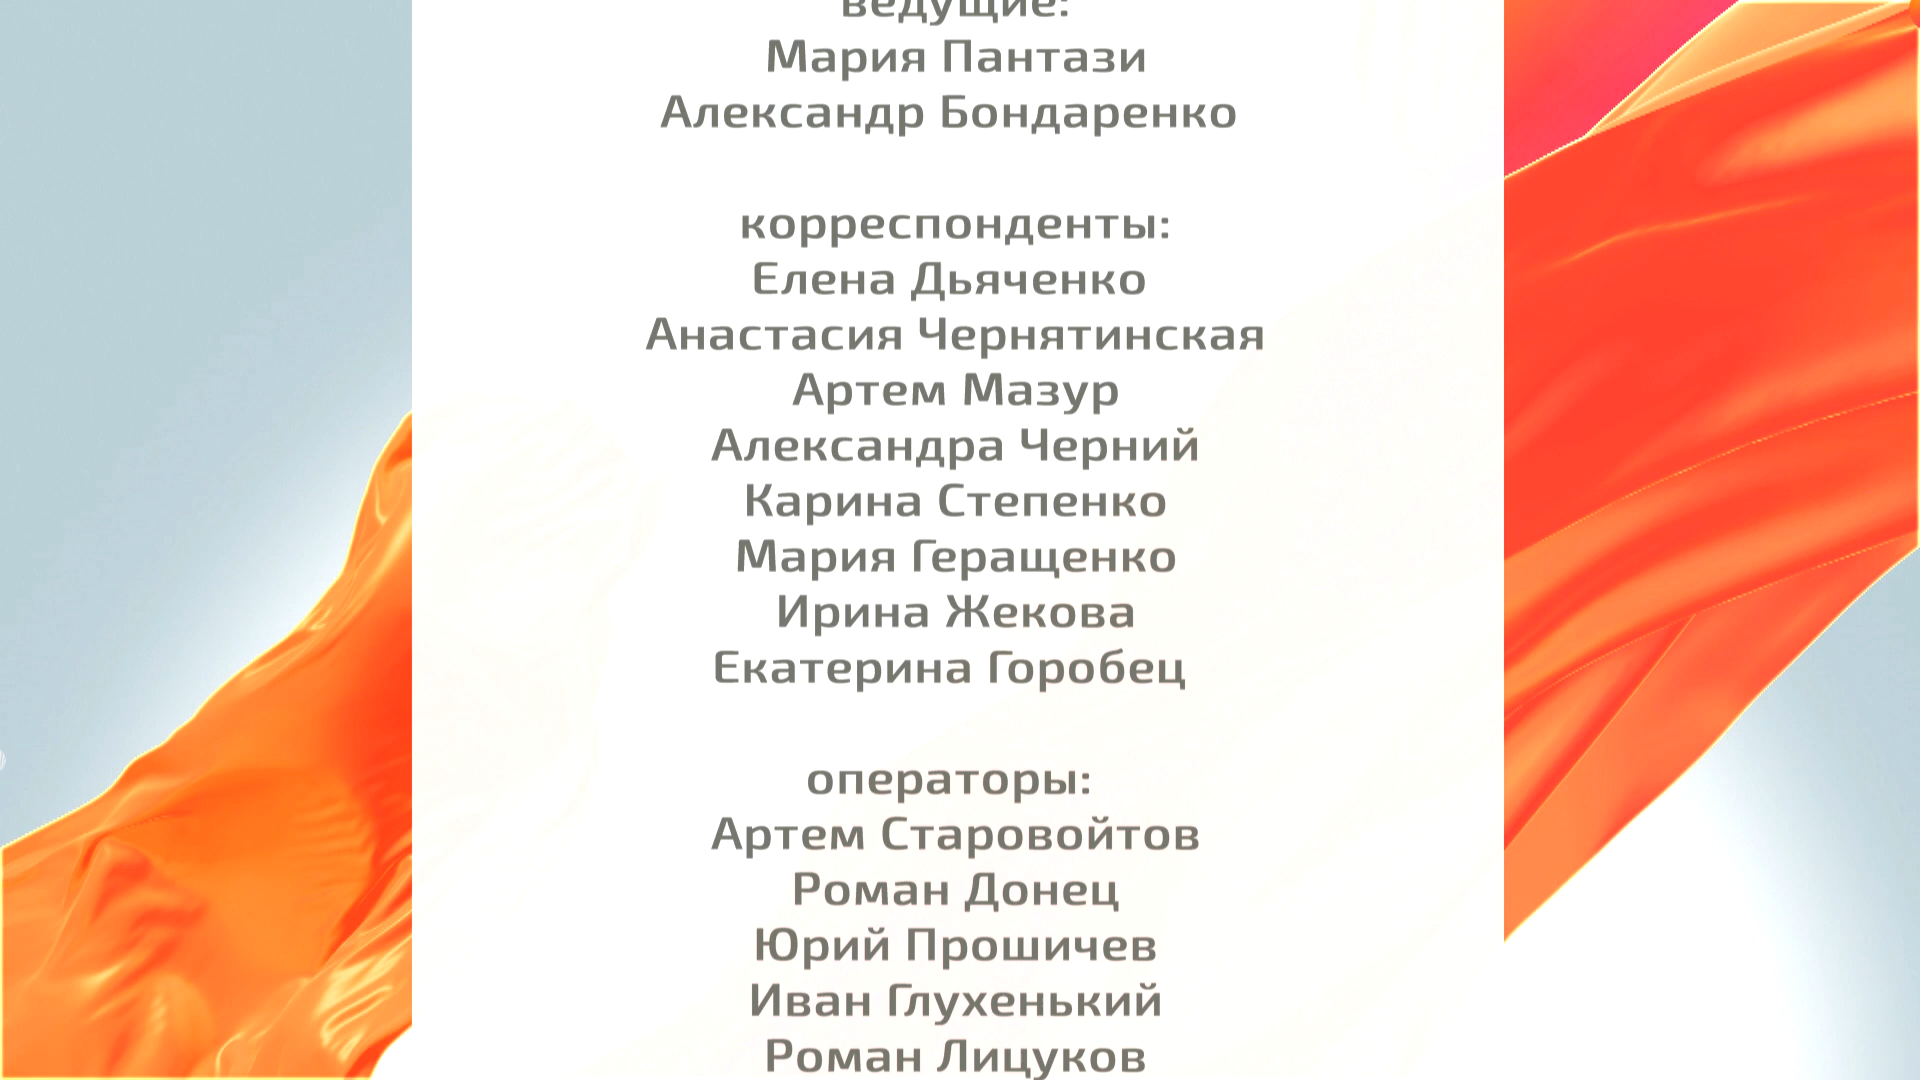 ведущие:
Мария Пантази
Александр Бондаренко
корреспонденты:
Елена Дьяченко
Анастасия Чернятинская
Артем Мазур
Александра Черний
Карина Степенко
Мария Геращенко
Ирина Жекова
Екатерина Горобец
операторы:
Артем Старовойтов
Роман Донец
Юрий Прошичев
Иван Глухенький
Роман Лицуков